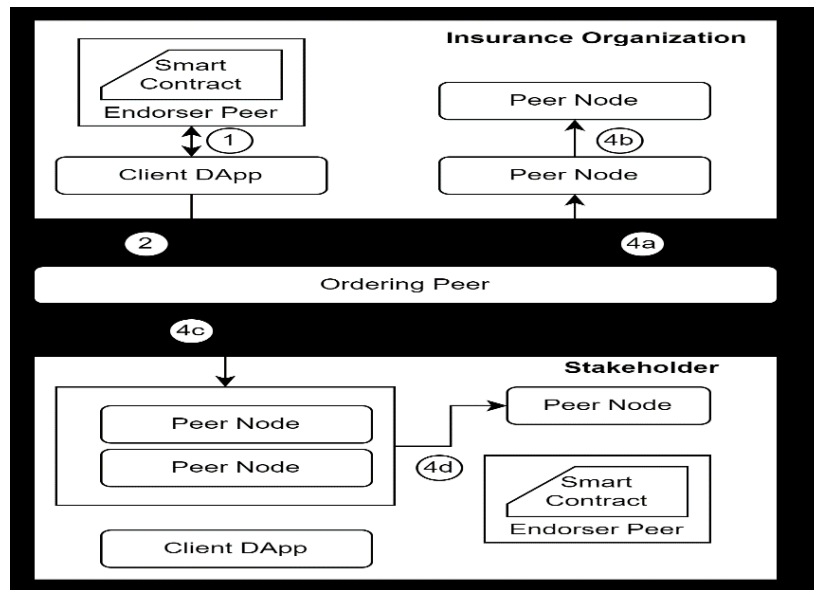 Insurance Organization
Smart
Contract
Endorser Peer
1
Client DApp
Peer Node
4b
Peer Node
2
4a
Ordering Peer
4c
Stakeholder
Peer Node
Peer Node
4d
Peer Node
Smart
Contract
Endorser Peer
Client DApp